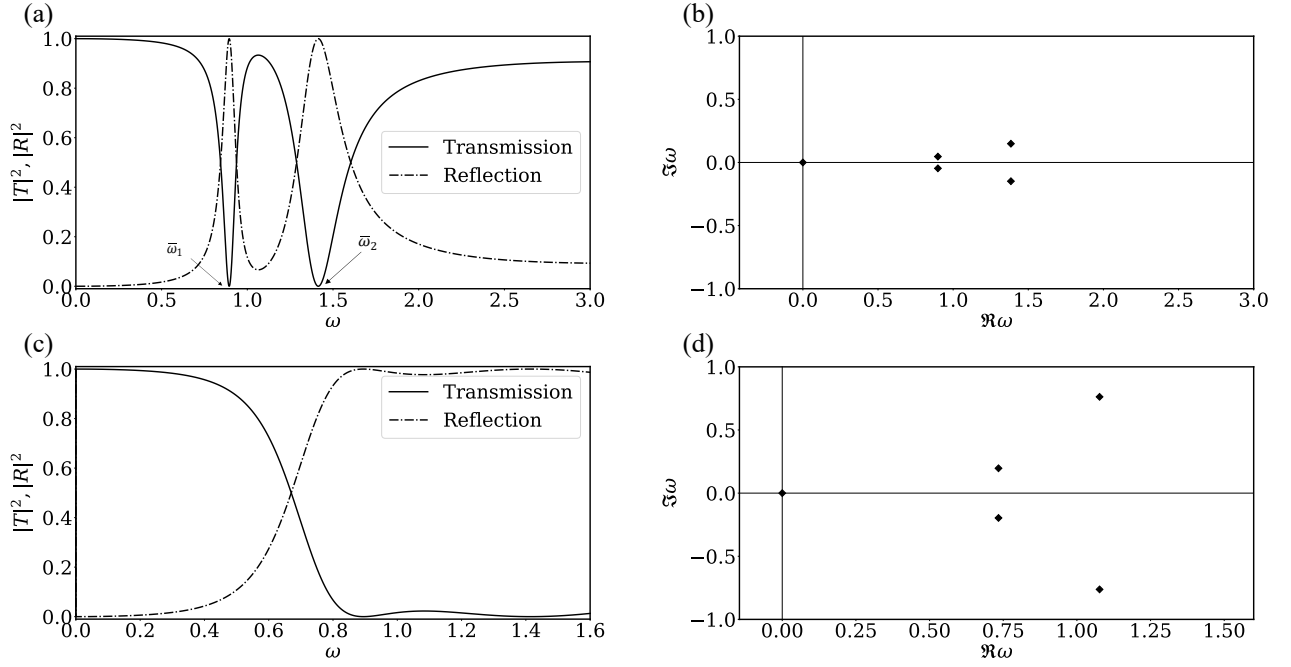 (a)
|T|², |R|²
1.0
0.8
0.6
0.4
0.2
0.0
Transmission
Reflection
ω̅₁
ω̅₂
0.0 0.5 1.0 1.5 2.0 2.5 3.0
ω
(b)
ℑω
1.0
0.5
0.0
−0.5
−1.0
0.0 0.5 1.0 1.5 2.0 2.5 3.0
ℜω
(c)
|T|², |R|²
1.0
0.8
0.6
0.4
0.2
0.0
Transmission
Reflection
0.0 0.2 0.4 0.6 0.8 1.0 1.2 1.4 1.6
ω
(d)
ℑω
1.0
0.5
0.0
−0.5
−1.0
0.00 0.25 0.50 0.75 1.00 1.25 1.50
ℜω